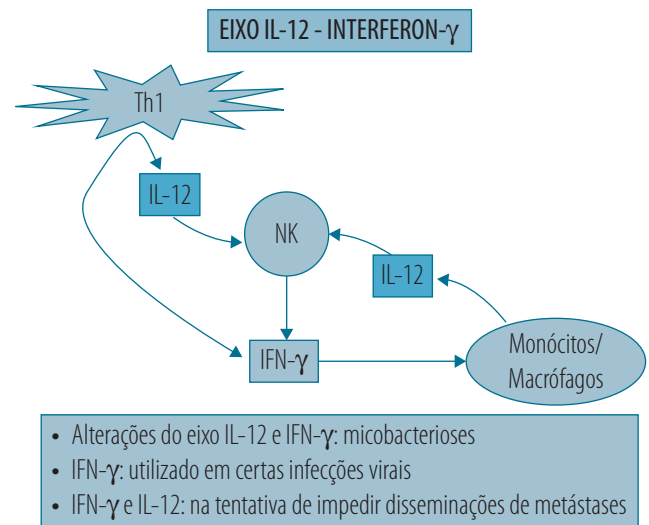 EIXO IL-12 - INTERFERON-γ
Th1
IL-12
NK
IL-12
IFN-γ
Monócitos/
Macrófagos
• Alterações do eixo IL-12 e IFN-γ: micobacterioses
• IFN-γ: utilizado em certas infecções virais
• IFN-γ e IL-12: na tentativa de impedir disseminações de metástases